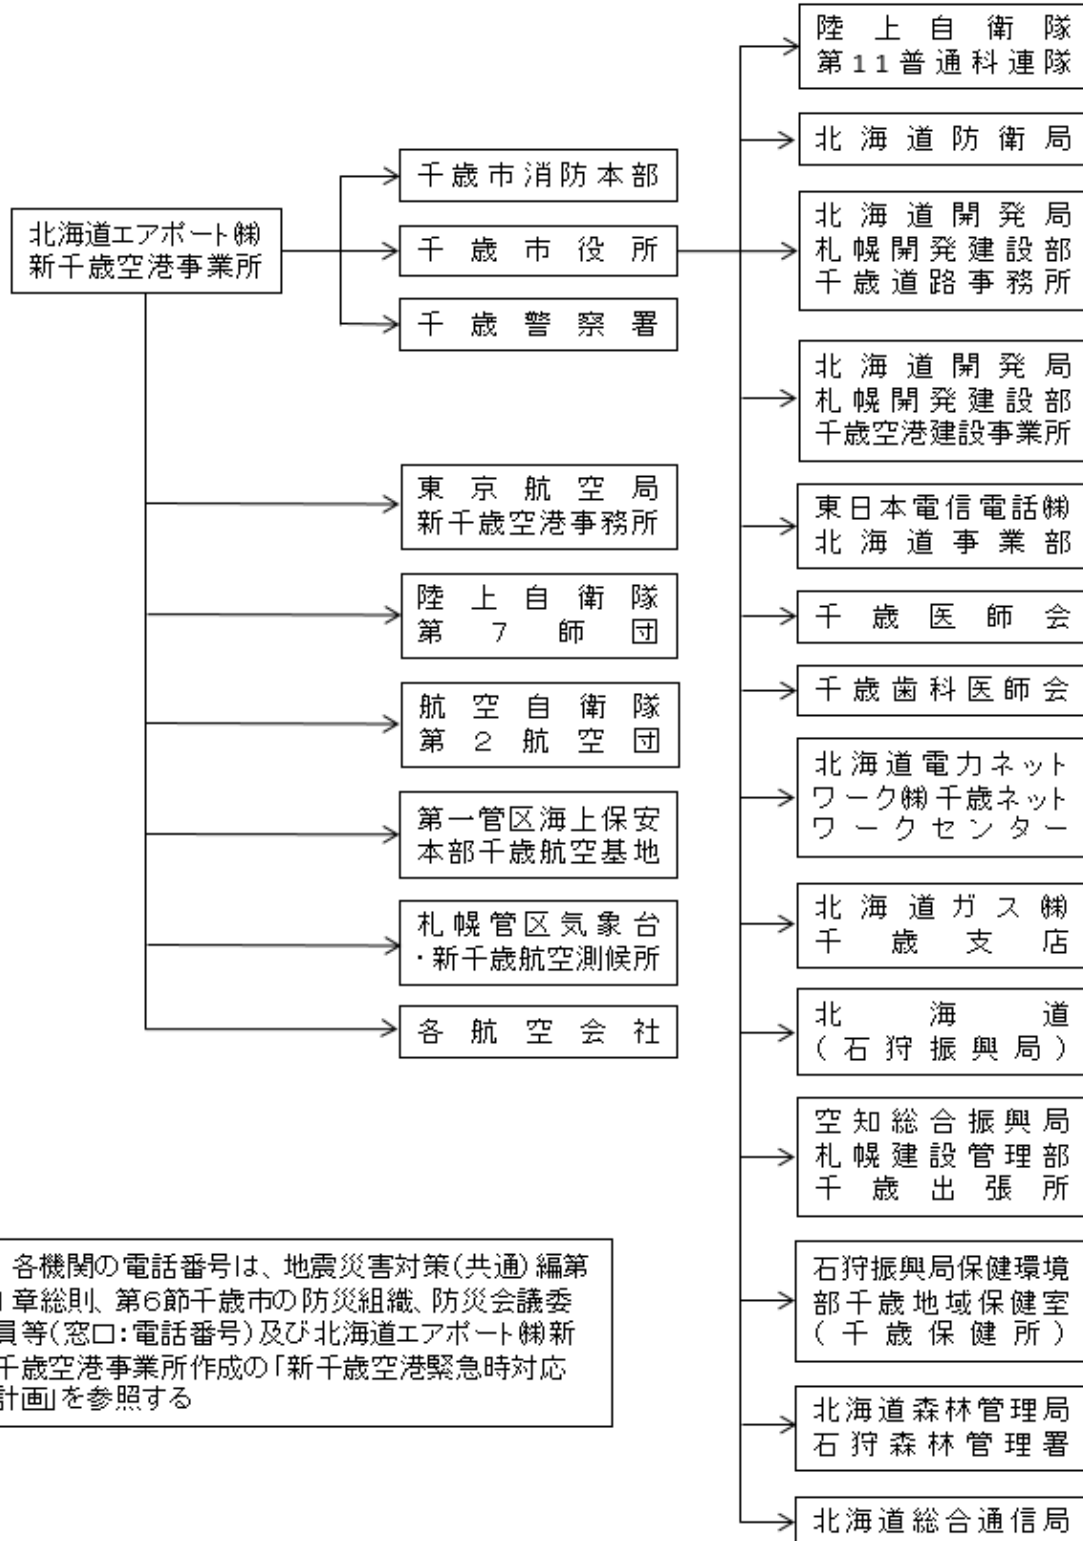 北海道エアポート㈱
新千歳空港事業所
千歳市消防本部
千歳市役所
千歳警察署
東京航空局
新千歳空港事務所
陸上自衛隊
第7師団
航空自衛隊
第2航空団
第一管区海上保安
本部千歳航空基地
札幌管区気象台
・新千歳航空測候所
各航空会社
陸上自衛隊
第11普通科連隊
北海道防衛局
北海道開発局
札幌開発建設部
千歳道路事務所
北海道開発局
札幌開発建設部
千歳空港建設事業所
東日本電信電話㈱
北海道事業部
千歳医師会
千歳歯科医師会
北海道電力ネット
ワーク㈱千歳ネット
ワークセンター
北海道ガス㈱
千歳支店
北海道
(石狩振興局)
空知総合振興局
札幌建設管理部
千歳出張所
石狩振興局保健環境
部千歳地域保健室
(千歳保健所)
北海道森林管理局
石狩森林管理署
北海道総合通信局
各機関の電話番号は、地震災害対策(共通)編第
1章総則、第6節千歳市の防災組織、防災会議委
員等(窓口:電話番号)及び北海道エアポート㈱新
千歳空港事業所作成の「新千歳空港緊急時対応
計画」を参照する